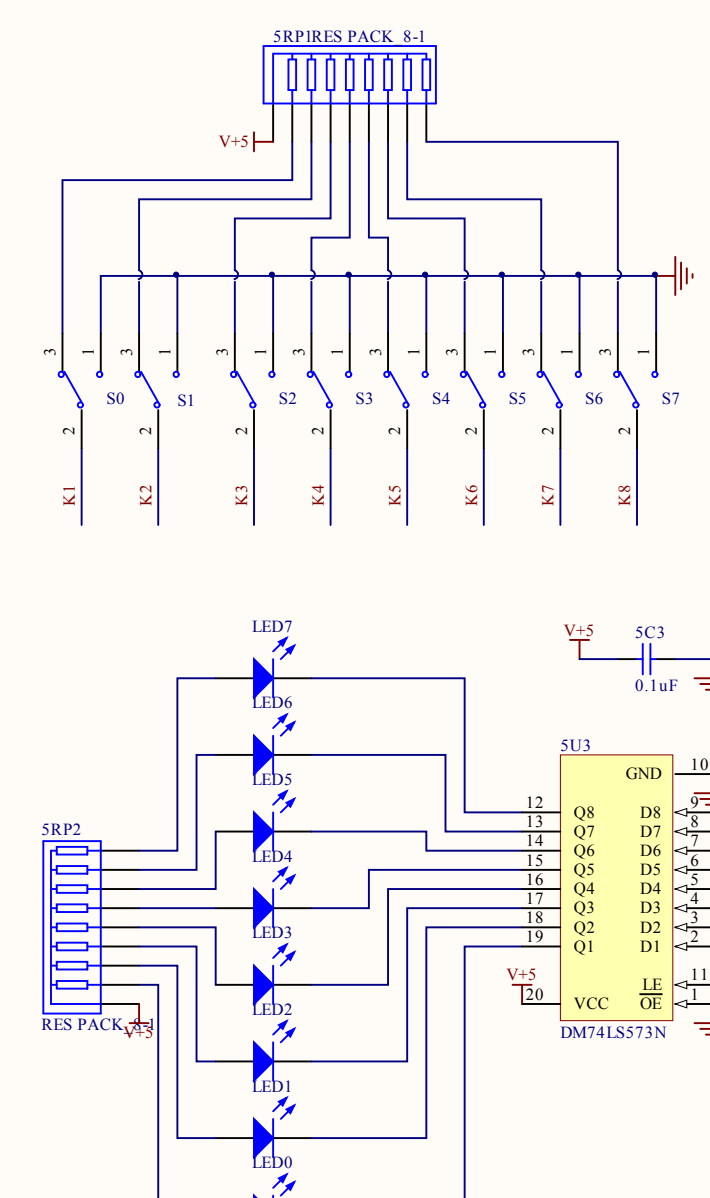 5RP1RES PACK_8-1
V+5
3 1 3 1 3 1 3 1 3 1 3 1 3 1 3 1
S0 S1 S2 S3 S4 S5 S6 S7
2 2 2 2 2 2 2 2
K1 K2 K3 K4 K5 K6 K7 K8
LED7
V+5 5C3
0.1uF
LED6
5U3
GND 10
LED5
12 Q8 D8 9
5RP2
13 Q7 D7 8
14 Q6 D6 7
LED4
15 Q5 D5 6
16 Q4 D4 5
17 Q3 D3 4
18 Q2 D2 3
LED3
19 Q1 D1 2
V+5
LE 11
20 VCC OE 1
LED2
RES PACK_8-1
V+5
DM74LS573N
LED1
LED0